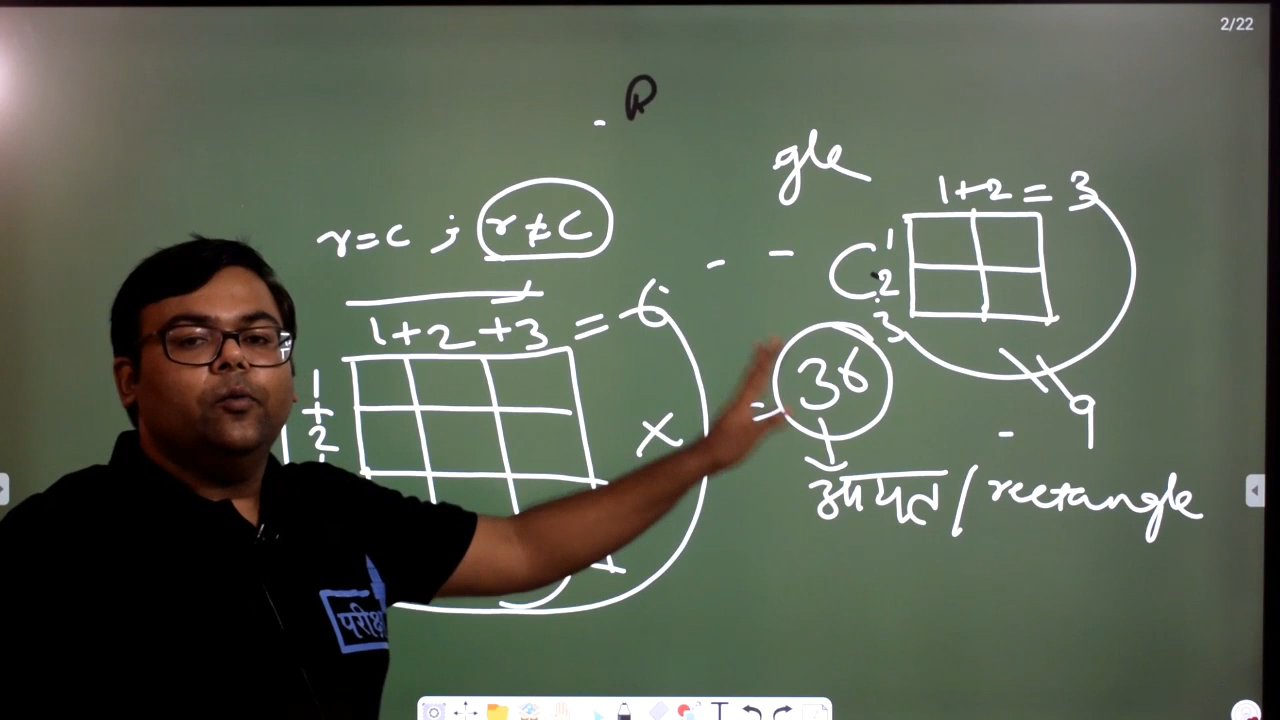 2/22
R
gle
r=c ; r≠c
1+2=3
1
2
3
1+2+3=6
1
+
2
×
= 36
9
आयत/rectangle
परीक्ष
T